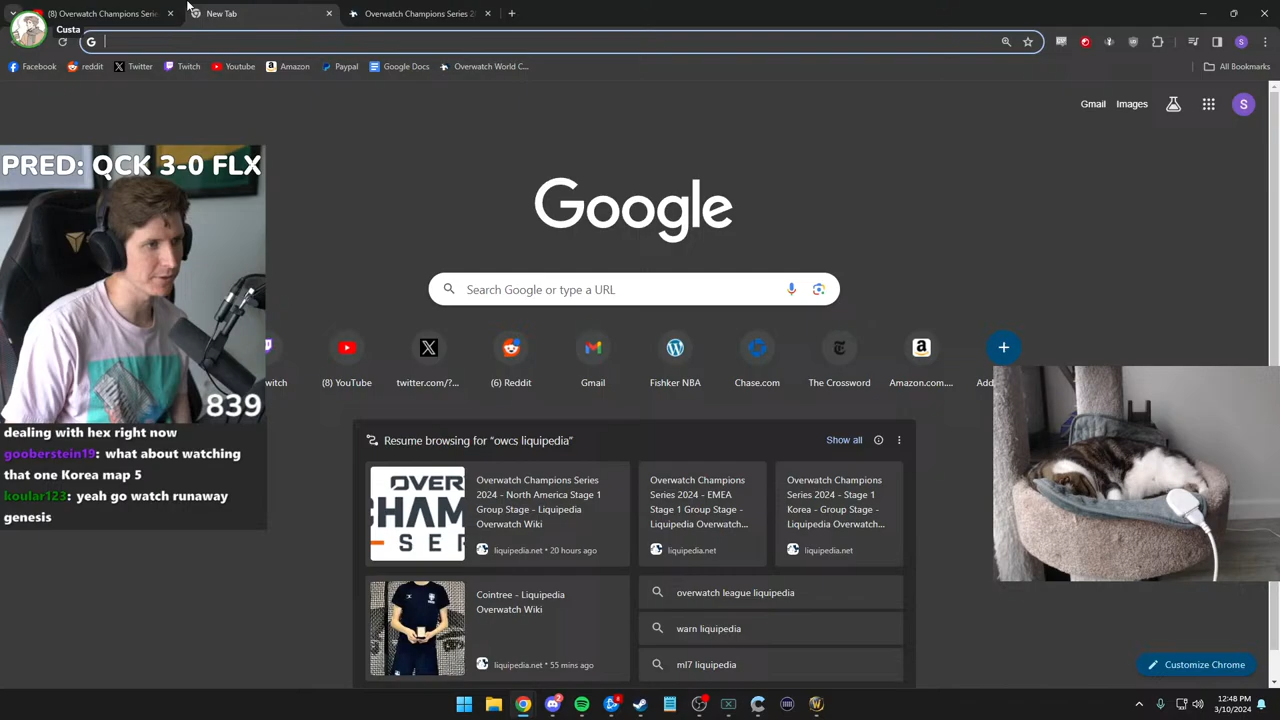 (8) Overwatch Champions Serie
New Tab
Overwatch Champions Series 2
Custa
Facebook
reddit
Twitter
Twitch
Youtube
Amazon
Paypal
Google Docs
Overwatch World C...
All Bookmarks
Gmail
Images
S
PRED: QCK 3-0 FLX
Google
Search Google or type a URL
witch
(8) YouTube
twitter.com/?...
(6) Reddit
Gmail
Fishker NBA
Chase.com
The Crossword
Amazon.com....
Add
839
dealing with hex right now
gooberstein19: what about watching
that one Korea map 5
koular123: yeah go watch runaway
genesis
Resume browsing for "owcs liquipedia"
Show all
OVER
CHAM
SER
Overwatch Champions Series
2024 - North America Stage 1
Group Stage - Liquipedia
Overwatch Wiki
liquipedia.net • 20 hours ago
Overwatch Champions
Series 2024 - EMEA
Stage 1 Group Stage -
Liquipedia Overwatch...
liquipedia.net
Overwatch Champions
Series 2024 - Stage 1
Korea - Group Stage -
Liquipedia Overwatch...
liquipedia.net
Cointree - Liquipedia
Overwatch Wiki
liquipedia.net • 55 mins ago
overwatch league liquipedia
warn liquipedia
ml7 liquipedia
Customize Chrome
12:48 PM
3/10/2024